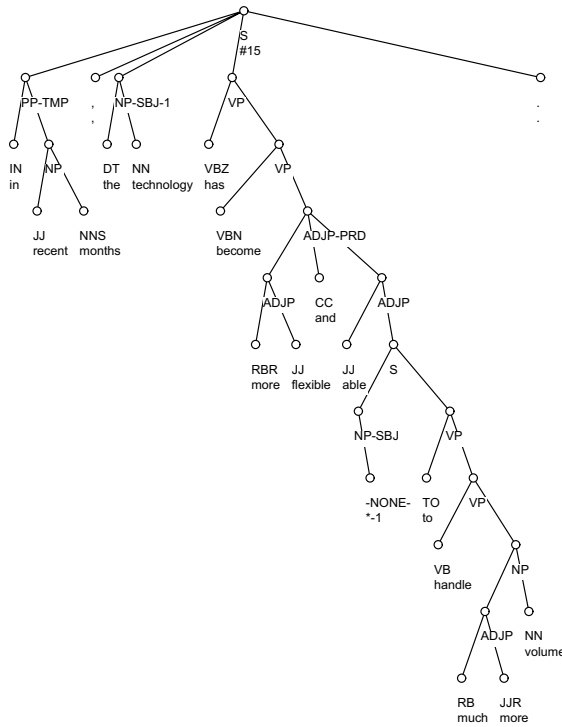 S
#15
PP-TMP , NP-SBJ-1 VP .
, .
IN NP DT NN VBZ VP
in the technology has
JJ NNS VBN ADJP-PRD
recent months become
ADJP CC ADJP
and
RBR JJ JJ S
more flexible able
NP-SBJ VP
-NONE- TO VP
*-1 to
VB NP
handle
ADJP NN
volume
RB JJR
much more